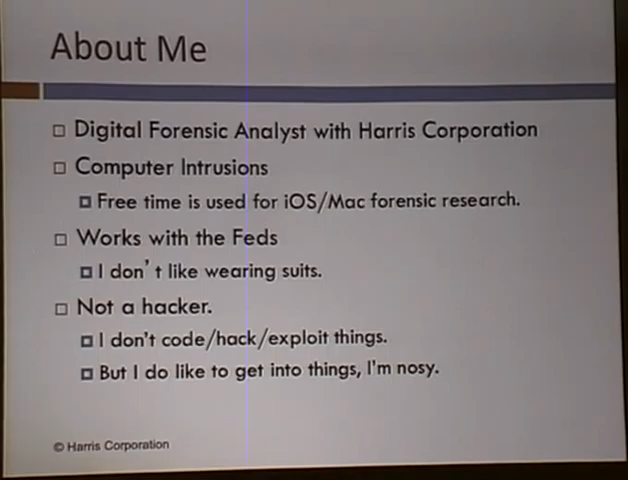 About Me
Digital Forensic Analyst with Harris Corporation
Computer Intrusions
Free time is used for iOS/Mac forensic research.
Works with the Feds
I don't like wearing suits.
Not a hacker.
I don't code/hack/exploit things.
But I do like to get into things, I'm nosy.
© Harris Corporation